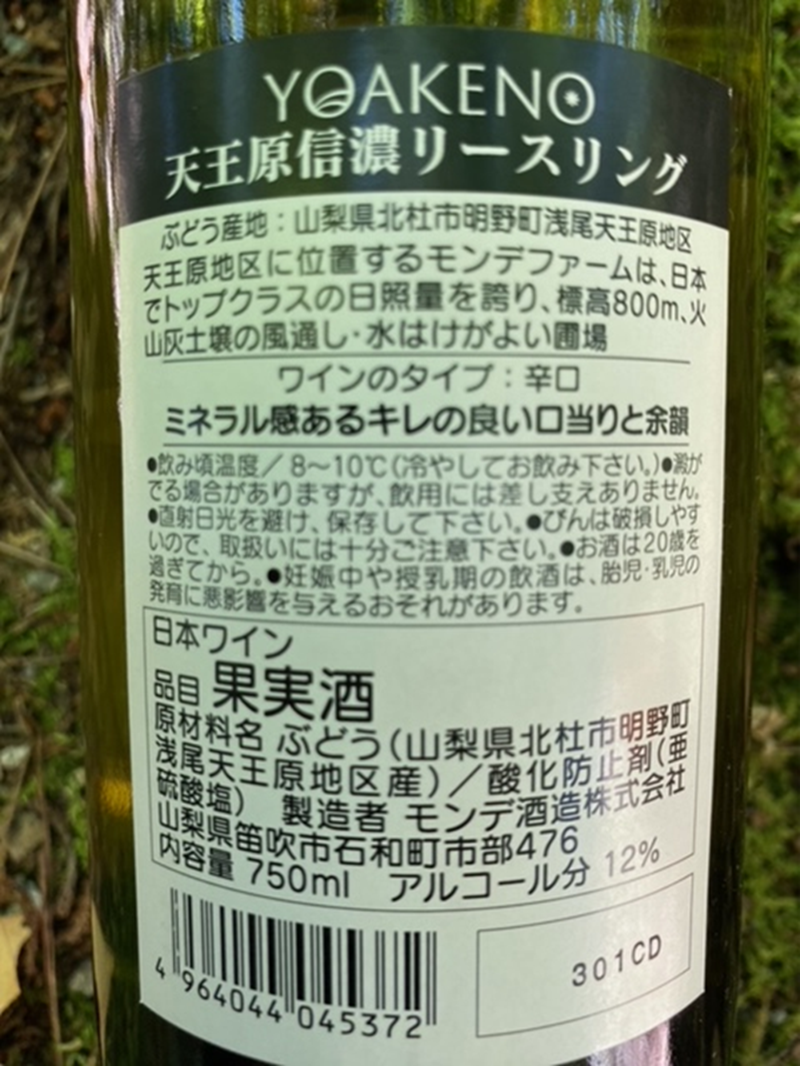 YOAKENO
天王原信濃リースリング
ぶどう産地：山梨県北杜市明野町浅尾天王原地区
天王原地区に位置するモンデファームは、日本
でトップクラスの日照量を誇り、標高800m、火
山灰土壌の風通し・水はけがよい圃場
ワインのタイプ：辛口
ミネラル感あるキレの良い口当りと余韻
●飲み頃温度／8～10℃（冷やしてお飲み下さい。）●澱が
でる場合がありますが、飲用には差し支えありません。
●直射日光を避け、保存して下さい。●びんは破損しやす
いので、取扱いには十分ご注意下さい。●お酒は20歳を
過ぎてから。●妊娠中や授乳期の飲酒は、胎児・乳児の
発育に悪影響を与えるおそれがあります。
日本ワイン
品目 果実酒
原材料名 ぶどう（山梨県北杜市明野町
浅尾天王原地区産）／酸化防止剤（亜
硫酸塩） 製造者 モンデ酒造株式会社
山梨県笛吹市石和町市部476
内容量 750ml アルコール分 12%
301CD
4 964044 045372